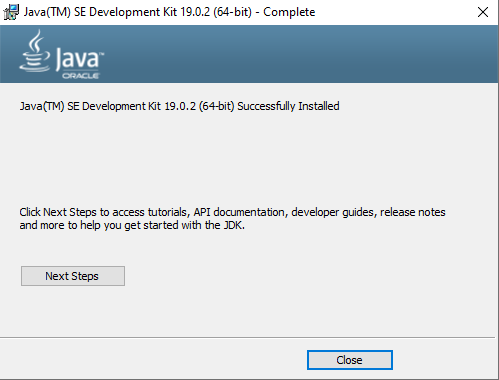 Java(TM) SE Development Kit 19.0.2 (64-bit) - Complete
Java™
ORACLE
Java(TM) SE Development Kit 19.0.2 (64-bit) Successfully Installed
Click Next Steps to access tutorials, API documentation, developer guides, release notes
and more to help you get started with the JDK.
Next Steps
Close